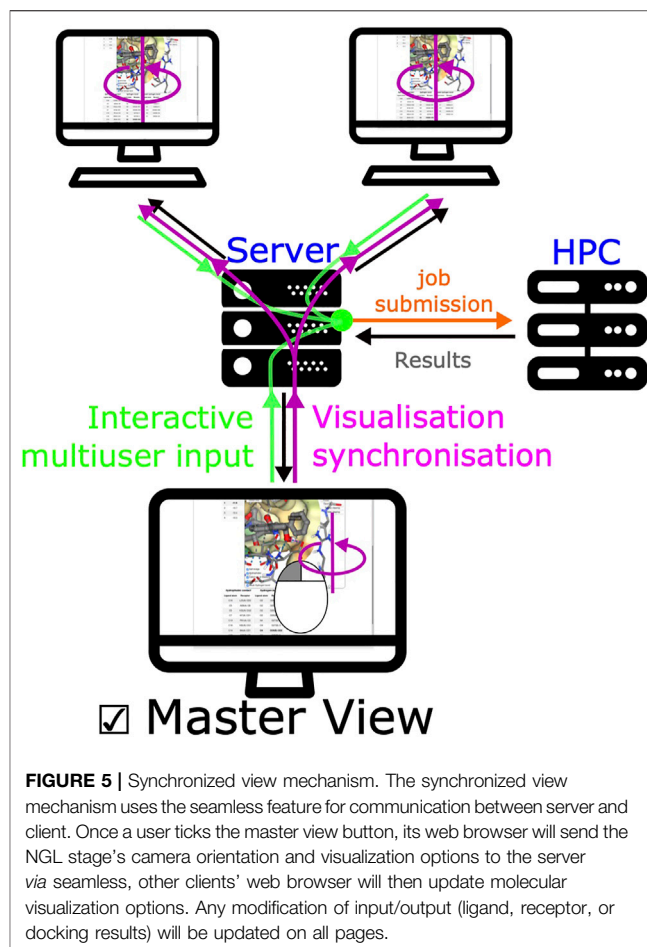 Server
HPC
job
submission
Results
Interactive
multiuser input
Visualisation
synchronisation
☑ Master View
FIGURE 5 | Synchronized view mechanism. The synchronized view
mechanism uses the seamless feature for communication between server and
client. Once a user ticks the master view button, its web browser will send the
NGL stage's camera orientation and visualization options to the server
via seamless, other clients' web browser will then update molecular
visualization options. Any modification of input/output (ligand, receptor, or
docking results) will be updated on all pages.